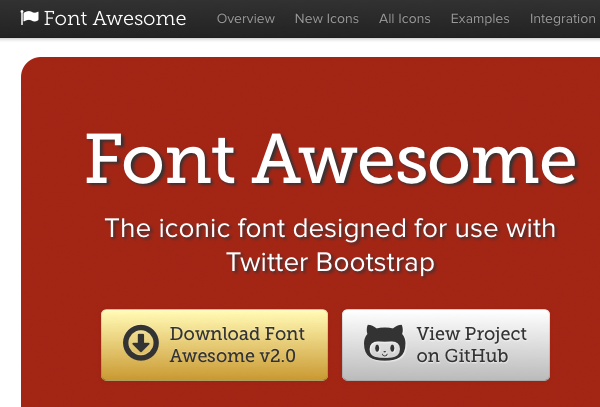 Font Awesome Overview New Icons All Icons Examples Integration
Font Awesome
The iconic font designed for use with
Twitter Bootstrap
Download Font
Awesome v2.0
View Project
on GitHub